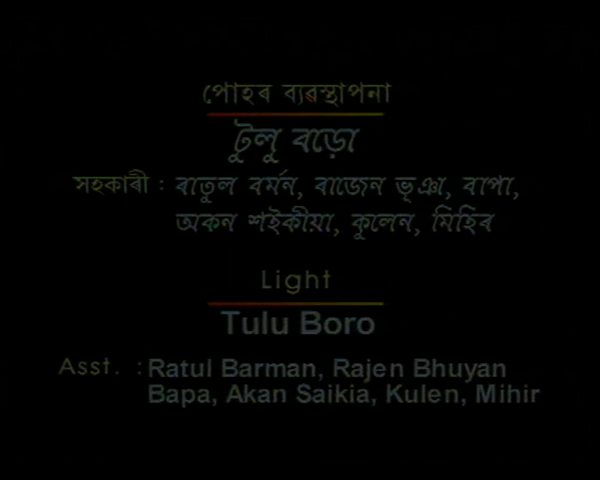 পোহৰ ব্যৱস্থাপনা
টুলু বড়ো
সহকাৰী : ৰাতুল বৰ্মন, ৰাজেন ভূঞা, বাপা,
অকন শইকীয়া, কুলেন, মিহিৰ
Light
Tulu Boro
Asst. : Ratul Barman, Rajen Bhuyan
Bapa, Akan Saikia, Kulen, Mihir